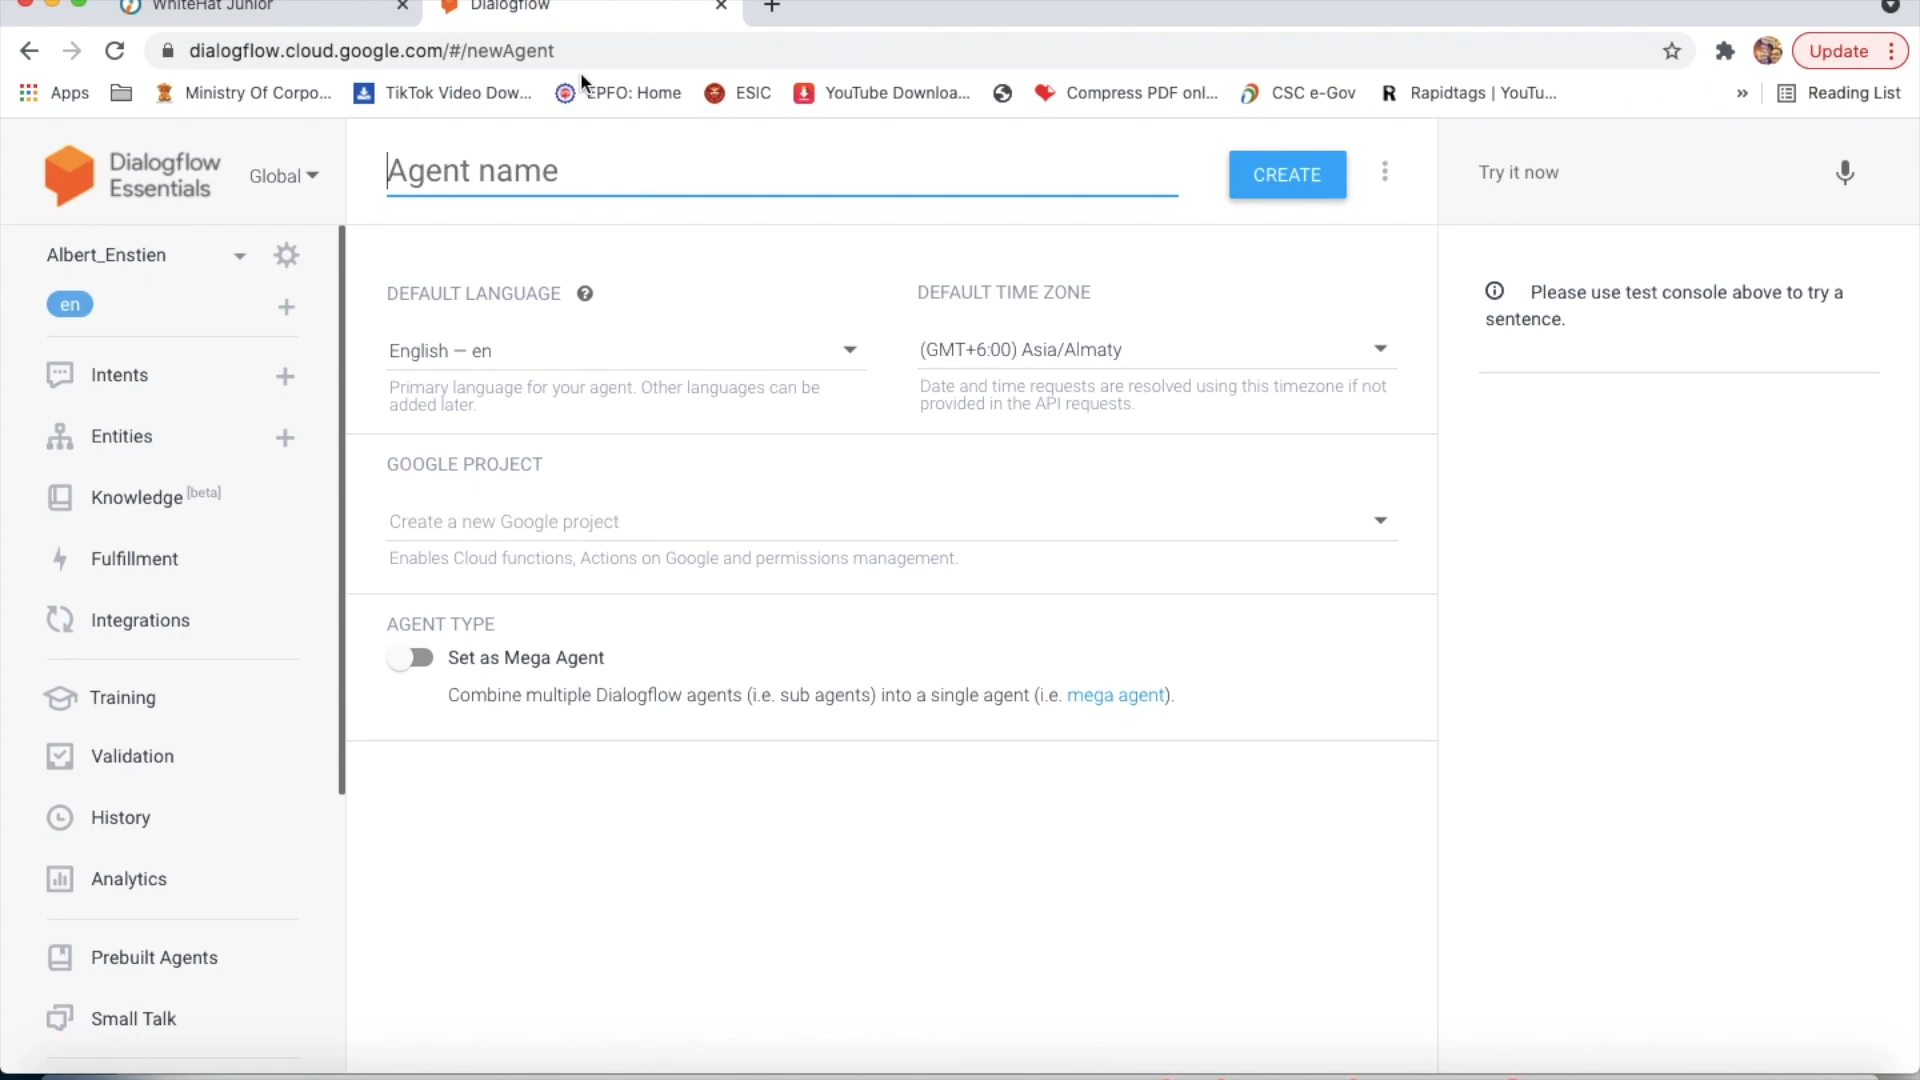 WhiteHat Junior
Dialogflow
dialogflow.cloud.google.com/#/newAgent
Update
Apps
Ministry Of Corpo...
TikTok Video Dow...
EPFO: Home
ESIC
YouTube Downloa...
Compress PDF onl...
CSC e-Gov
Rapidtags | YouTu...
»
Reading List
Dialogflow
Essentials
Global
Agent name
CREATE
Try it now
Albert_Enstien
en
Intents
Entities
Knowledge [beta]
Fulfillment
Integrations
Training
Validation
History
Analytics
Prebuilt Agents
Small Talk
DEFAULT LANGUAGE ?
English – en
Primary language for your agent. Other languages can be
added later.
DEFAULT TIME ZONE
(GMT+6:00) Asia/Almaty
Date and time requests are resolved using this timezone if not
provided in the API requests.
GOOGLE PROJECT
Create a new Google project
Enables Cloud functions, Actions on Google and permissions management.
AGENT TYPE
Set as Mega Agent
Combine multiple Dialogflow agents (i.e. sub agents) into a single agent (i.e. mega agent).
Please use test console above to try a
sentence.